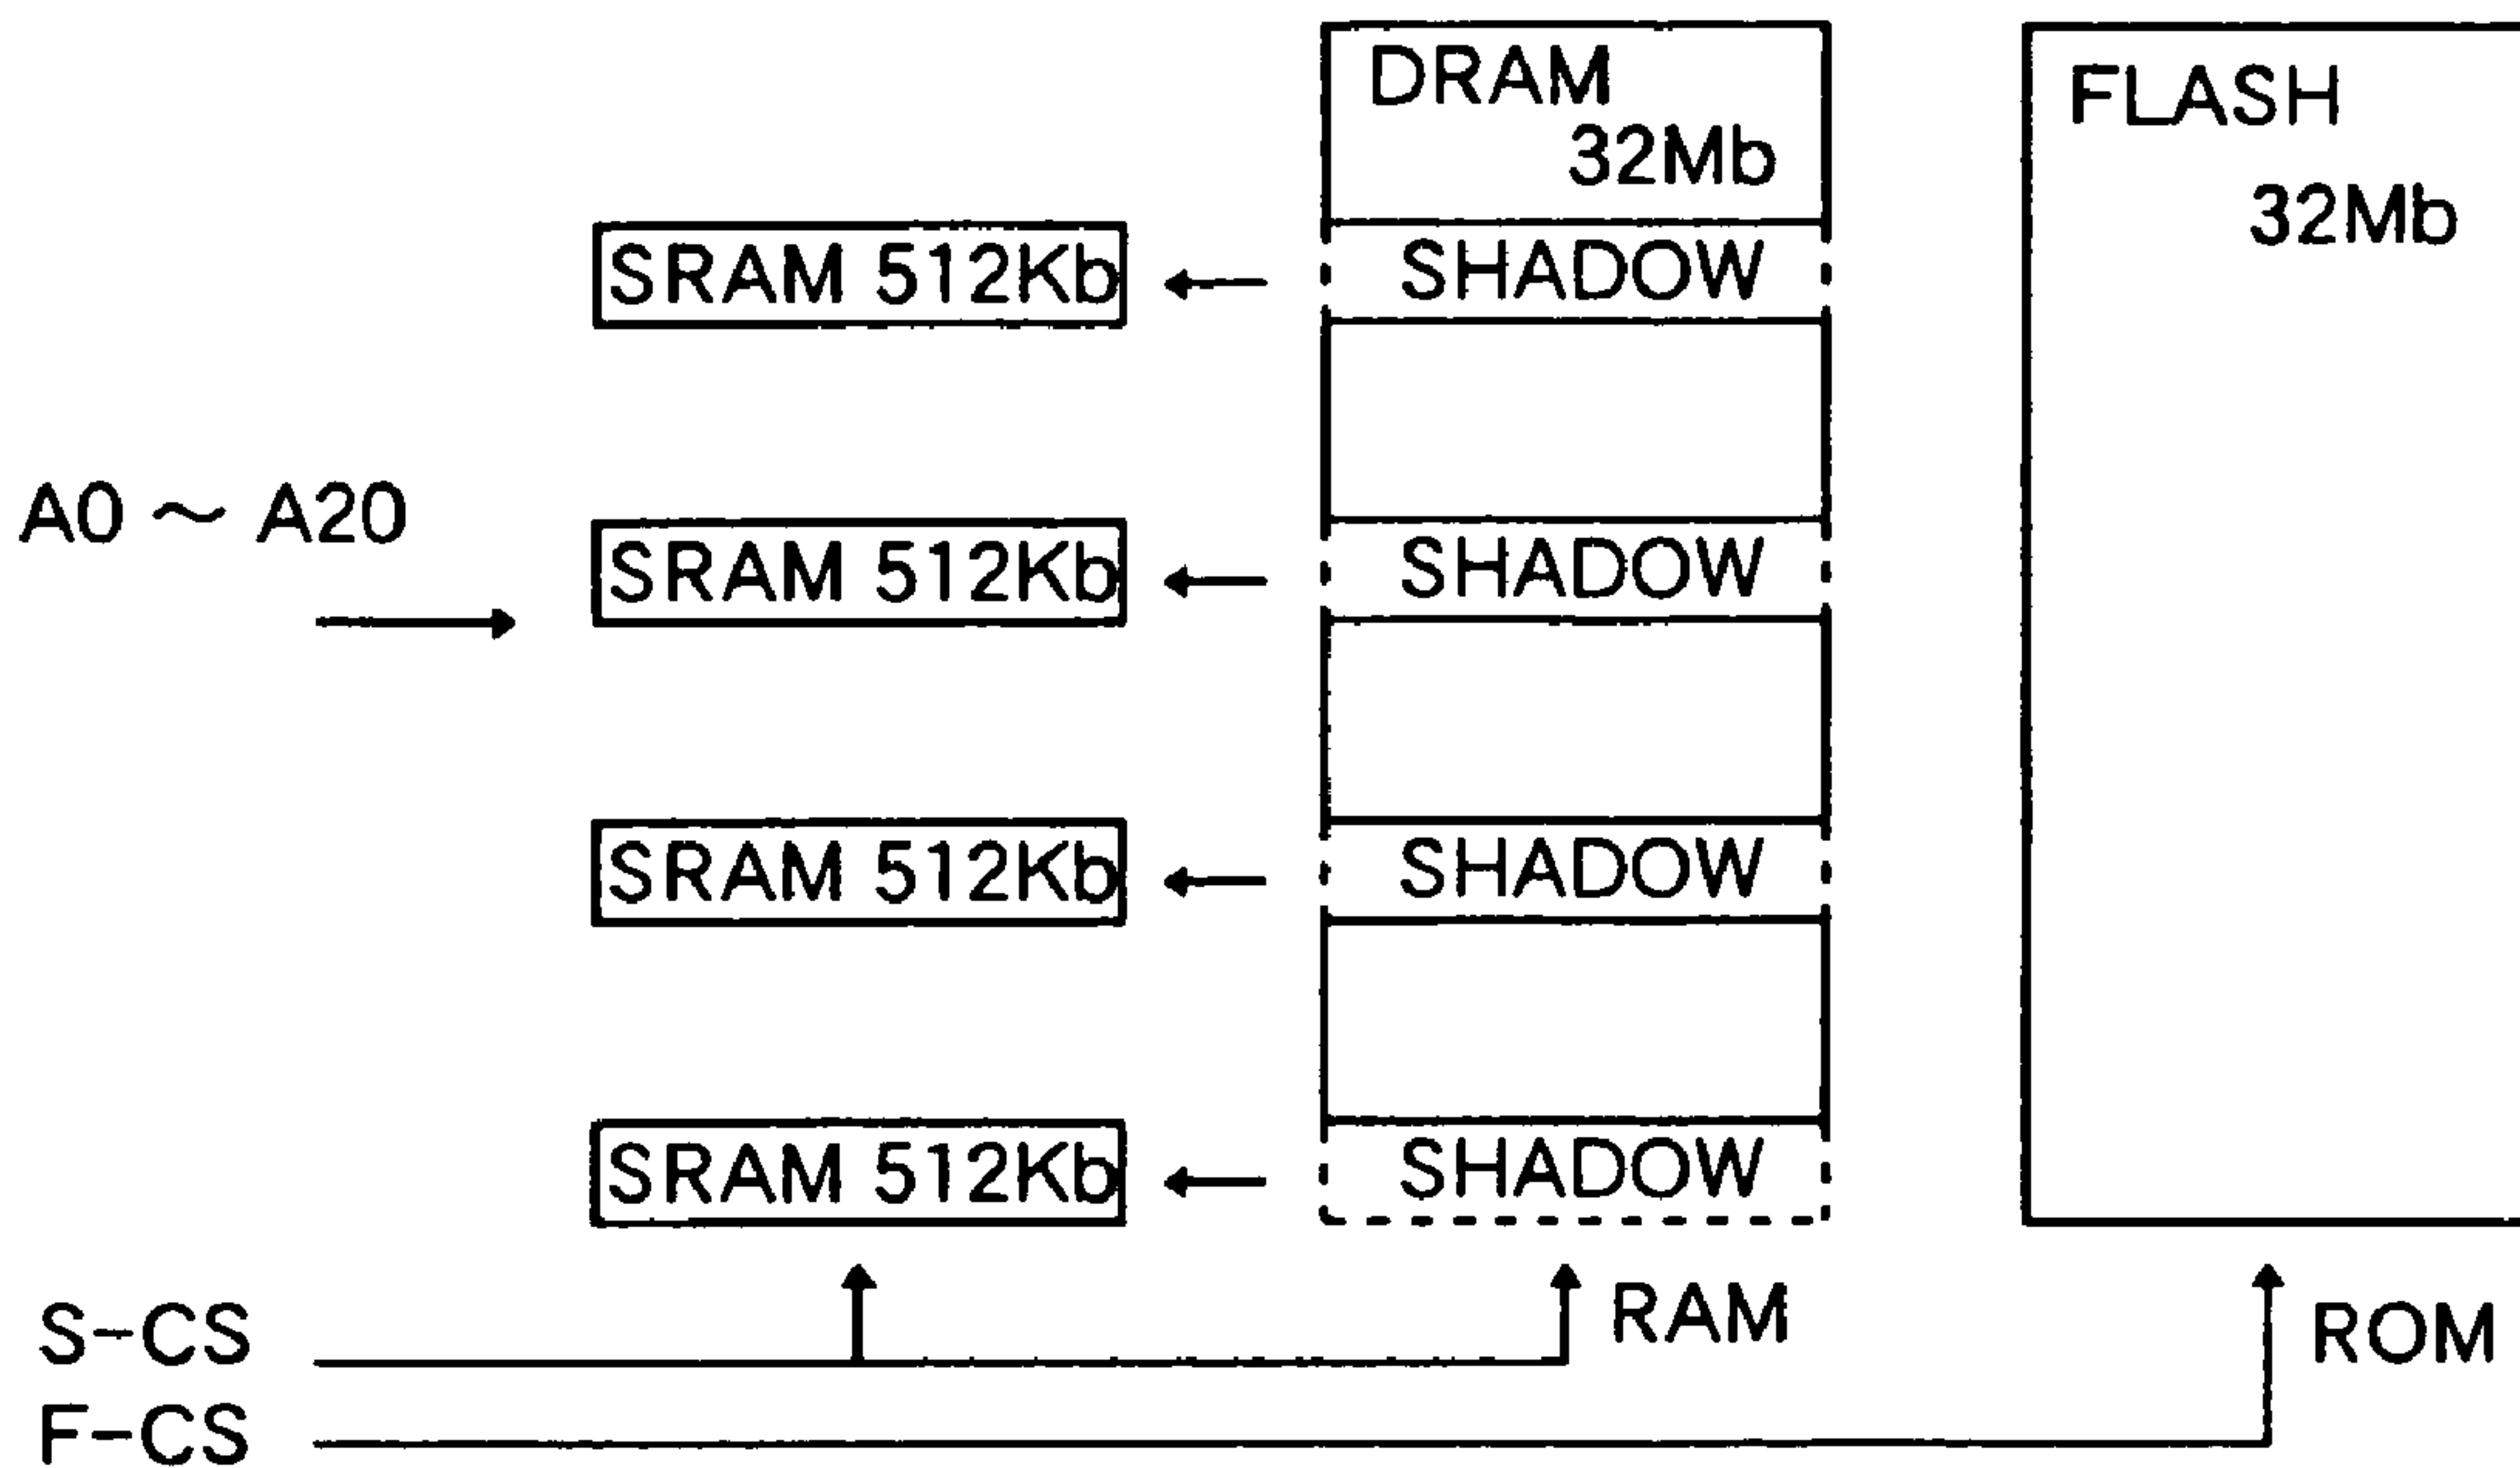 DRAM
32Mb
FLASH
32Mb
SRAM 512Kb
SHADOW
A0 ~ A20
SRAM 512Kb
SHADOW
SRAM 512Kb
SHADOW
SRAM 512Kb
SHADOW
S-CS
RAM
ROM
F-CS